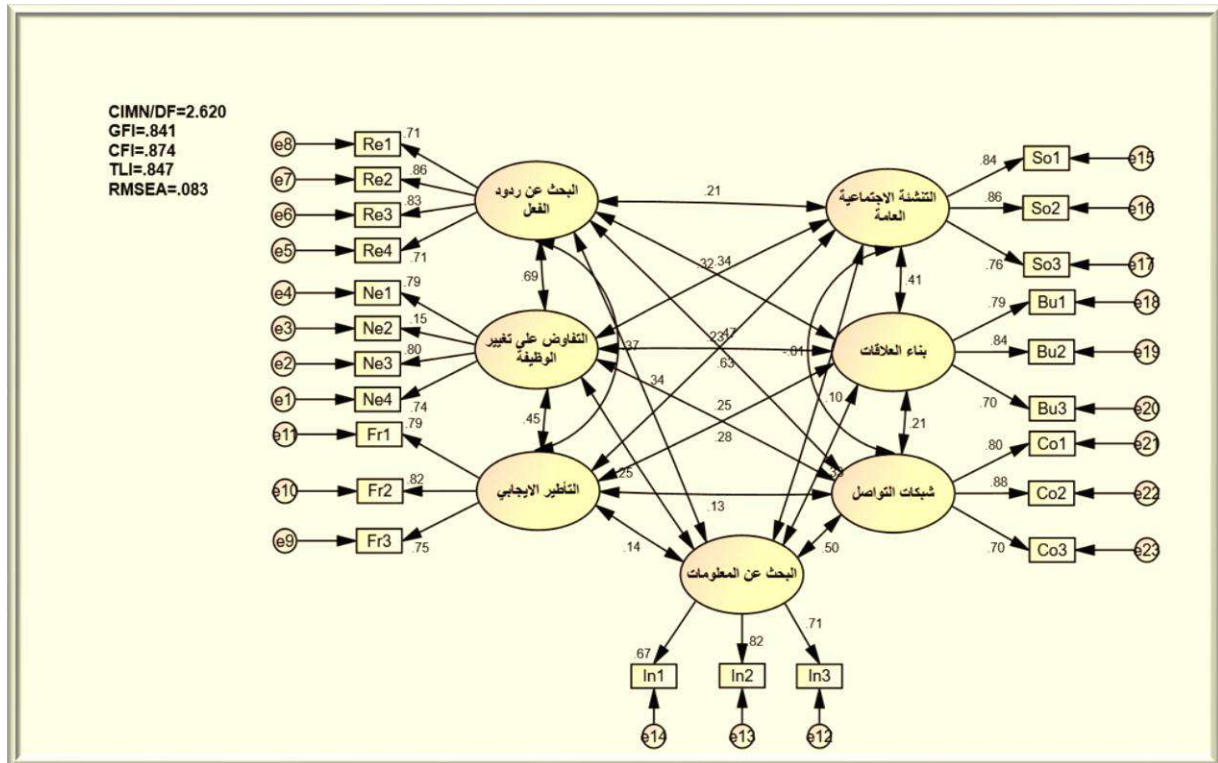 CIMN/DF=2.620
GFI=.841
CFI=.874
TLI=.847
RMSEA=.083
e8
Re1
.71
e7
Re2
.86
e6
Re3
.83
e5
Re4
.71
e4
Ne1
.79
e3
Ne2
.15
e2
Ne3
.80
e1
Ne4
.74
e11
Fr1
.79
e10
Fr2
.82
e9
Fr3
.75
البحث عن ردود
الفعل
التفاوض على تغيير
الوظيفة
التأطير الايجابي
.69
.45
.21
.32
.34
.23
.47
.37
.63
-.01
.34
.25
.10
.28
.25
.13
.14
.50
.41
.21
التنشئة الاجتماعية
العامة
بناء العلاقات
شبكات التواصل
البحث عن المعلومات
.84
So1
e15
.86
So2
e16
.76
So3
e17
.79
Bu1
e18
.84
Bu2
e19
.70
Bu3
e20
.80
Co1
e21
.88
Co2
e22
.70
Co3
e23
.67
.82
.71
In1
In2
In3
e14
e13
e12